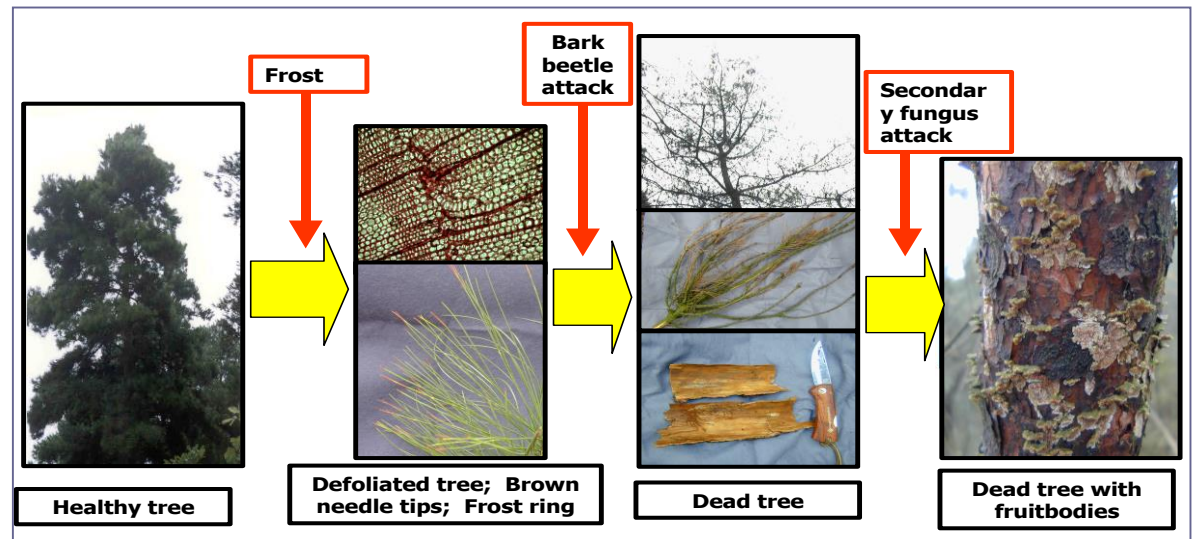 Frost
Bark
beetle
attack
Secondar
y fungus
attack
Healthy tree
Defoliated tree; Brown
needle tips; Frost ring
Dead tree
Dead tree with
fruitbodies